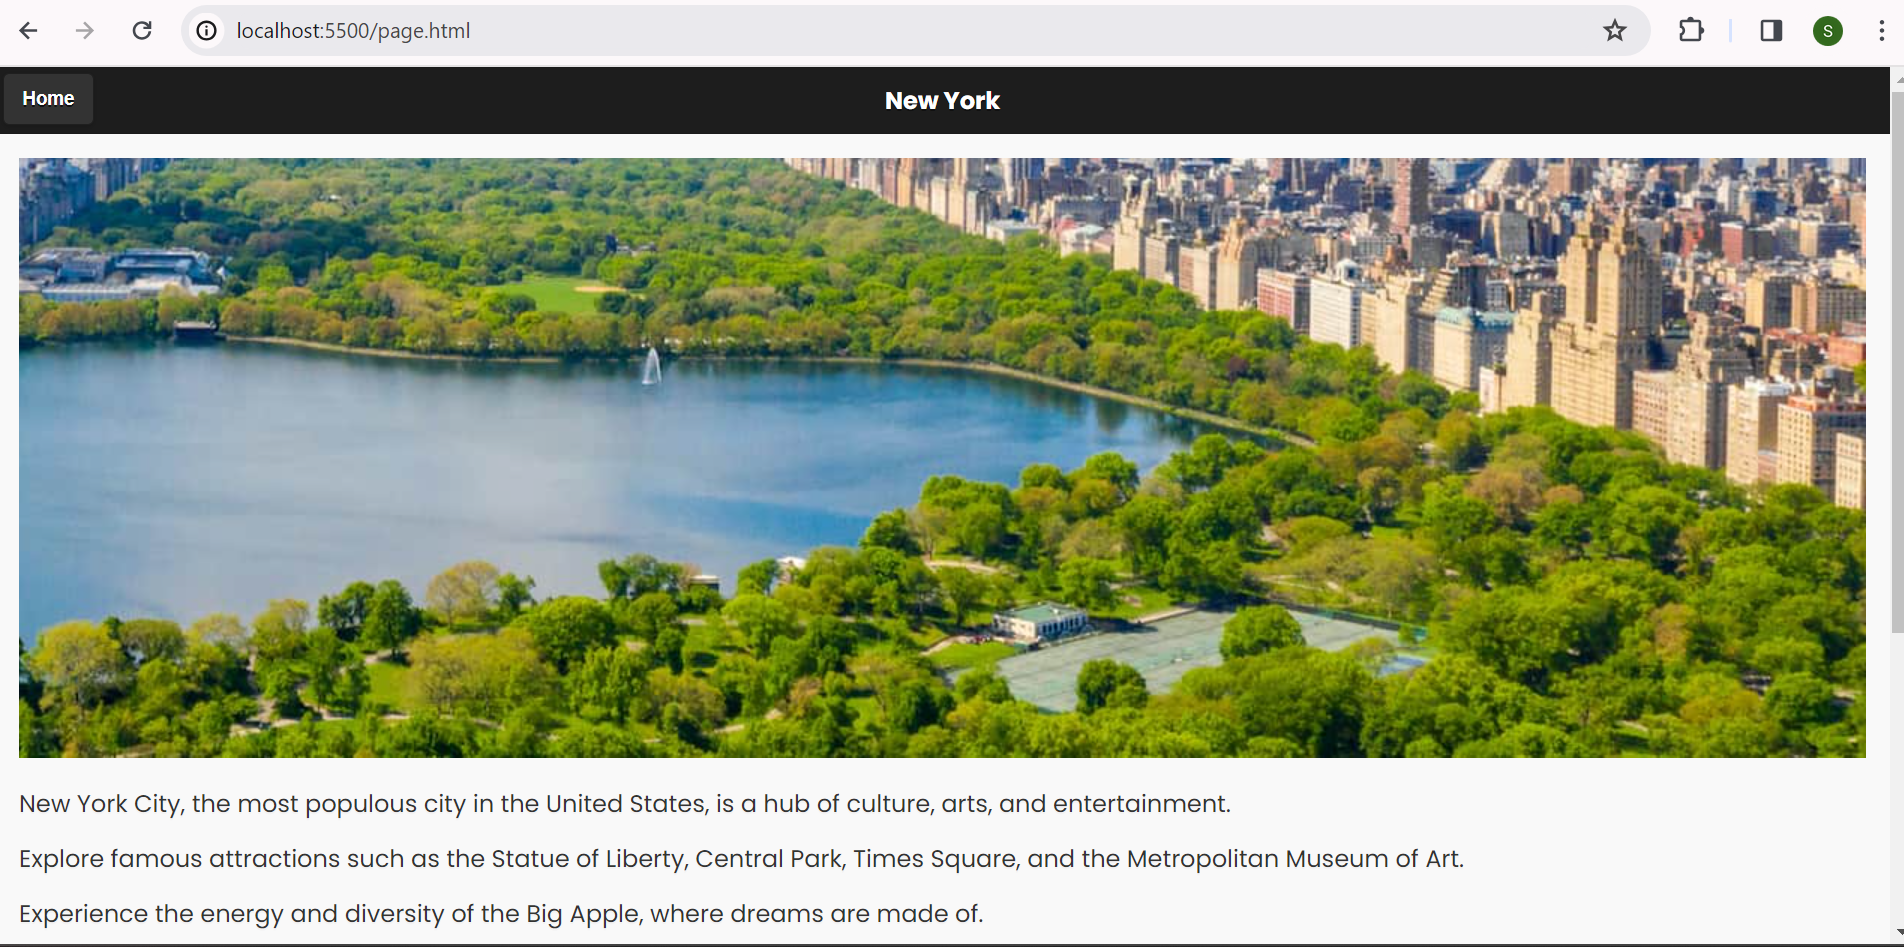 localhost:5500/page.html
S
Home
New York
New York City, the most populous city in the United States, is a hub of culture, arts, and entertainment.
Explore famous attractions such as the Statue of Liberty, Central Park, Times Square, and the Metropolitan Museum of Art.
Experience the energy and diversity of the Big Apple, where dreams are made of.